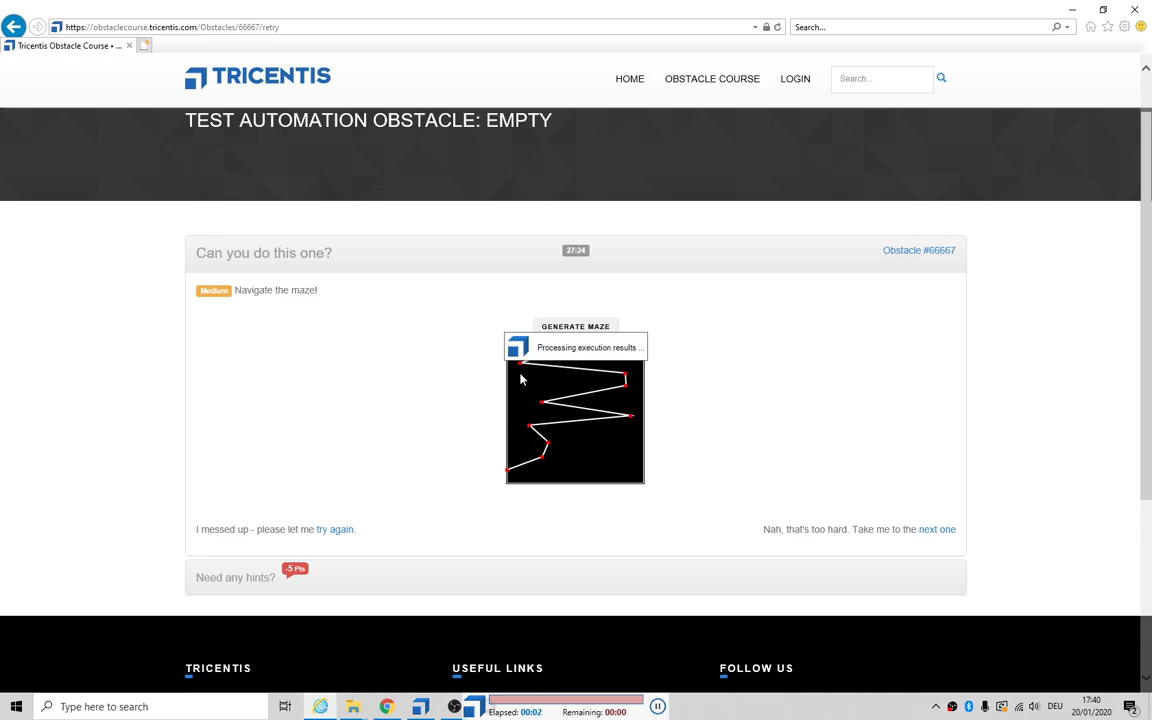 https://obstaclecourse.tricentis.com/Obstacles/66667/retry
Search...
Tricentis Obstacle Course • ...
TRICENTIS
HOME
OBSTACLE COURSE
LOGIN
Search...
TEST AUTOMATION OBSTACLE: EMPTY
Can you do this one?
27:24
Obstacle #66667
Medium Navigate the maze!
GENERATE MAZE
Processing execution results ...
I messed up - please let me try again.
Nah, that's too hard. Take me to the next one
Need any hints?
-5 Pts
TRICENTIS
USEFUL LINKS
FOLLOW US
Type here to search
Elapsed: 00:02
Remaining: 00:00
DEU
17:40
20/01/2020
2